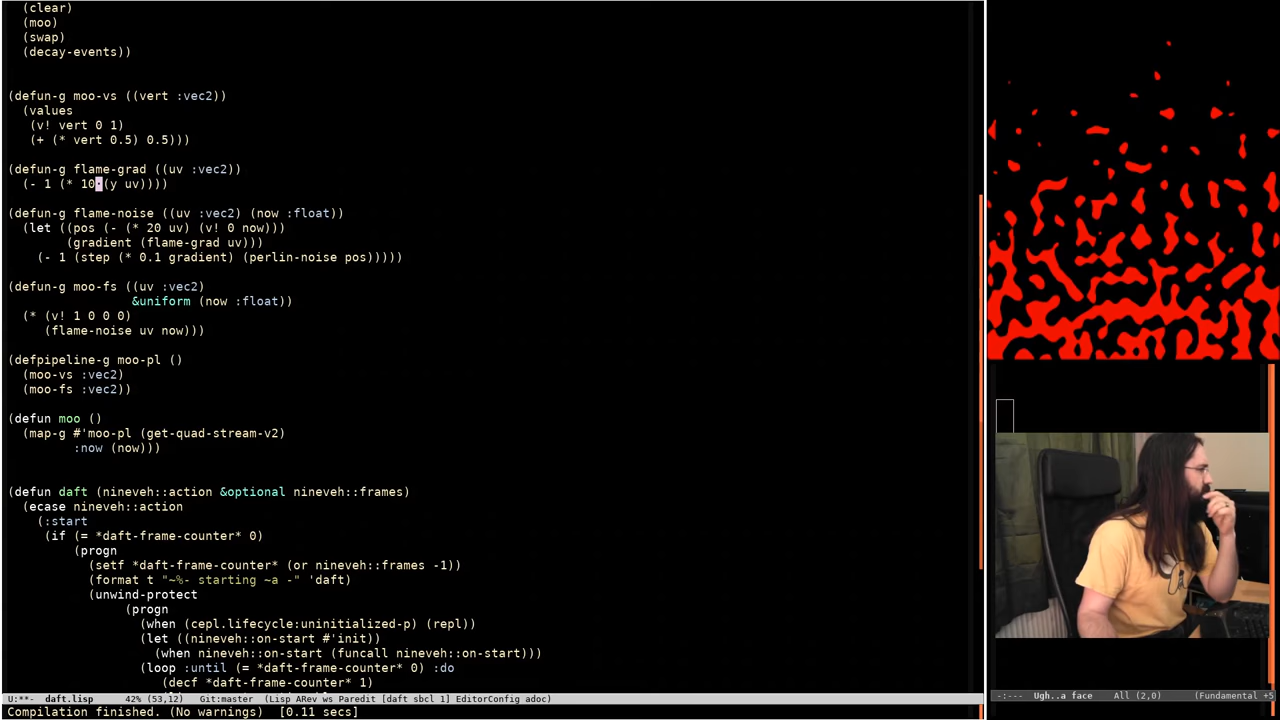 (clear)
(moo)
(swap)
(decay-events))
(defun-g moo-vs ((vert :vec2))
(values
(v! vert 0 1)
(+ (* vert 0.5) 0.5)))
(defun-g flame-grad ((uv :vec2))
(- 1 (* 10 (y uv))))
(defun-g flame-noise ((uv :vec2) (now :float))
(let ((pos (- (* 20 uv) (v! 0 now)))
(gradient (flame-grad uv)))
(- 1 (step (* 0.1 gradient) (perlin-noise pos)))))
(defun-g moo-fs ((uv :vec2)
&uniform (now :float))
(* (v! 1 0 0 0)
(flame-noise uv now)))
(defpipeline-g moo-pl ()
(moo-vs :vec2)
(moo-fs :vec2))
(defun moo ()
(map-g #'moo-pl (get-quad-stream-v2)
:now (now)))
(defun daft (nineveh::action &optional nineveh::frames)
(ecase nineveh::action
(:start
(if (= *daft-frame-counter* 0)
(progn
(setf *daft-frame-counter* (or nineveh::frames -1))
(format t "~%- starting ~a -" 'daft)
(unwind-protect
(progn
(when (cepl.lifecycle:uninitialized-p) (repl))
(let ((nineveh::on-start #'init))
(when nineveh::on-start (funcall nineveh::on-start)))
(loop :until (= *daft-frame-counter* 0) :do
(decf *daft-frame-counter* 1)
U:**- daft.lisp 42% (53,12) Git:master (Lisp ARev ws Paredit [daft sbcl 1] EditorConfig adoc)
Compilation finished. (No warnings) [0.11 secs]
-:--- Ugh..a face All (2,0) (Fundamental +5